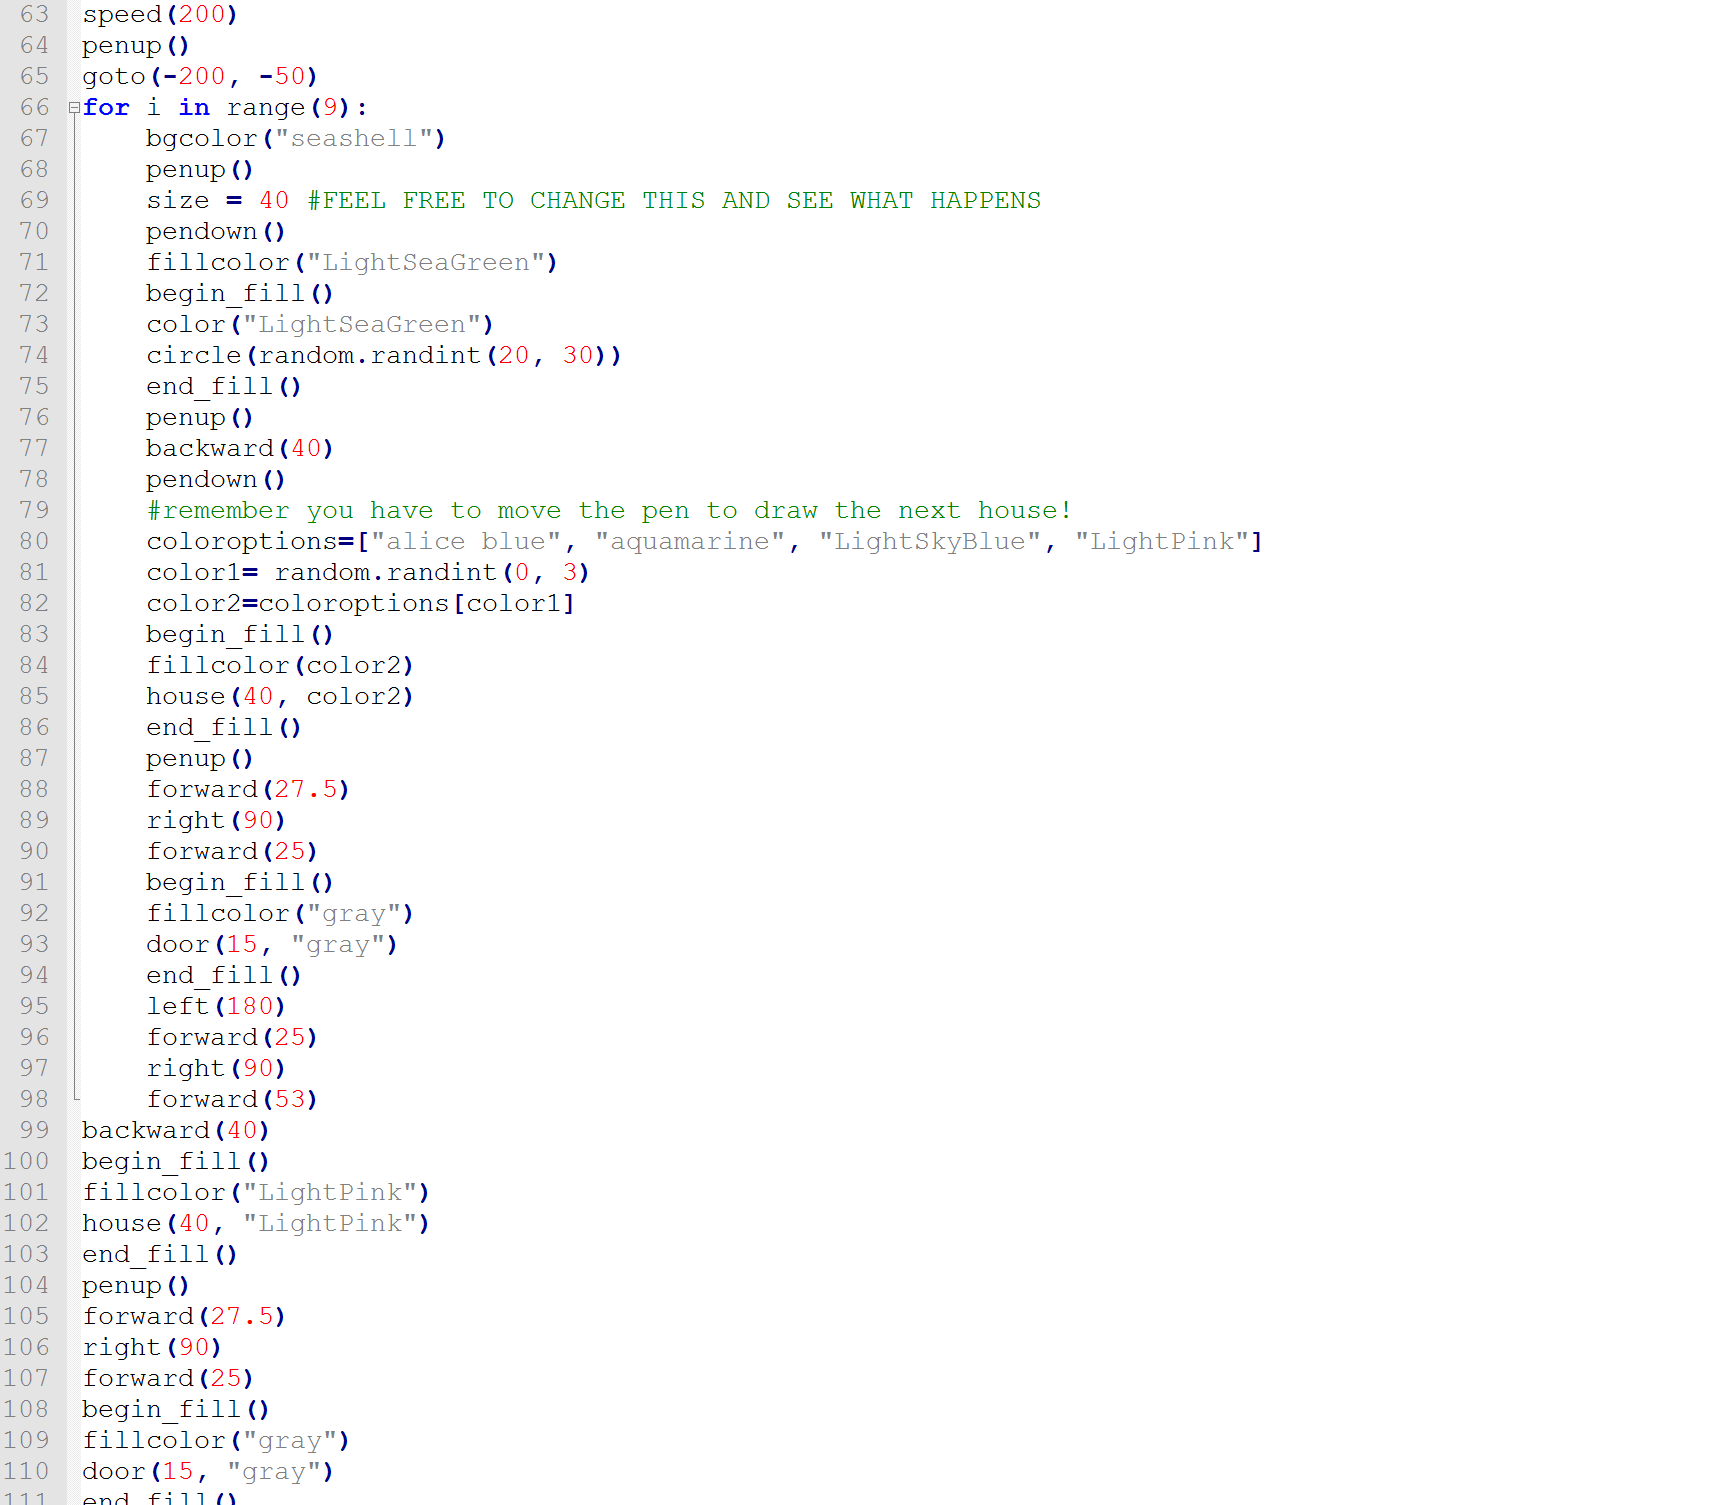 63 speed(200)
64 penup()
65 goto(-200, -50)
66 for i in range(9):
67     bgcolor("seashell")
68     penup()
69     size = 40 #FEEL FREE TO CHANGE THIS AND SEE WHAT HAPPENS
70     pendown()
71     fillcolor("LightSeaGreen")
72     begin_fill()
73     color("LightSeaGreen")
74     circle(random.randint(20, 30))
75     end_fill()
76     penup()
77     backward(40)
78     pendown()
79     #remember you have to move the pen to draw the next house!
80     coloroptions=["alice blue", "aquamarine", "LightSkyBlue", "LightPink"]
81     color1= random.randint(0, 3)
82     color2=coloroptions[color1]
83     begin_fill()
84     fillcolor(color2)
85     house(40, color2)
86     end_fill()
87     penup()
88     forward(27.5)
89     right(90)
90     forward(25)
91     begin_fill()
92     fillcolor("gray")
93     door(15, "gray")
94     end_fill()
95     left(180)
96     forward(25)
97     right(90)
98     forward(53)
99 backward(40)
100 begin_fill()
101 fillcolor("LightPink")
102 house(40, "LightPink")
103 end_fill()
104 penup()
105 forward(27.5)
106 right(90)
107 forward(25)
108 begin_fill()
109 fillcolor("gray")
110 door(15, "gray")
111 end_fill()